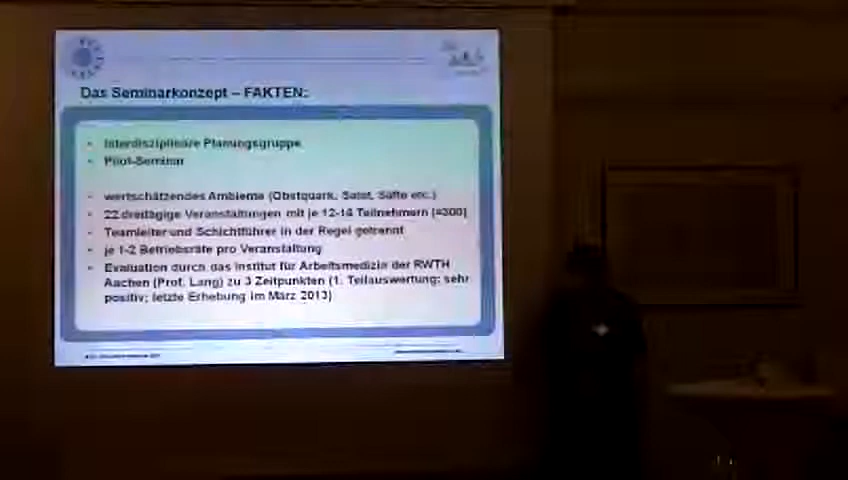 Das Seminarkonzept – FAKTEN:
• Interdisziplinäre Planungsgruppe
• Pilot-Seminar
• wertschätzendes Ambiente (Obstquark, Salat, Säfte etc.)
• 22 dreitägige Veranstaltungen mit je 12-14 Teilnehmern (=300)
• Teamleiter und Schichtführer in der Regel getrennt
• je 1-2 Betriebsräte pro Veranstaltung
• Evaluation durch das Institut für Arbeitsmedizin der RWTH
Aachen (Prof. Lang) zu 3 Zeitpunkten (1. Teilauswertung: sehr
positiv; letzte Erhebung im März 2013)